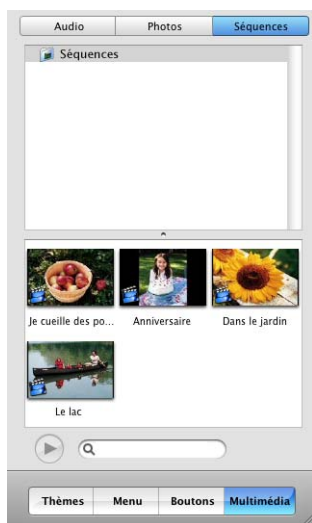 Audio Photos Séquences
Séquences
Je cueille des po... Anniversaire Dans le jardin
Le lac
Thèmes Menu Boutons Multimédia